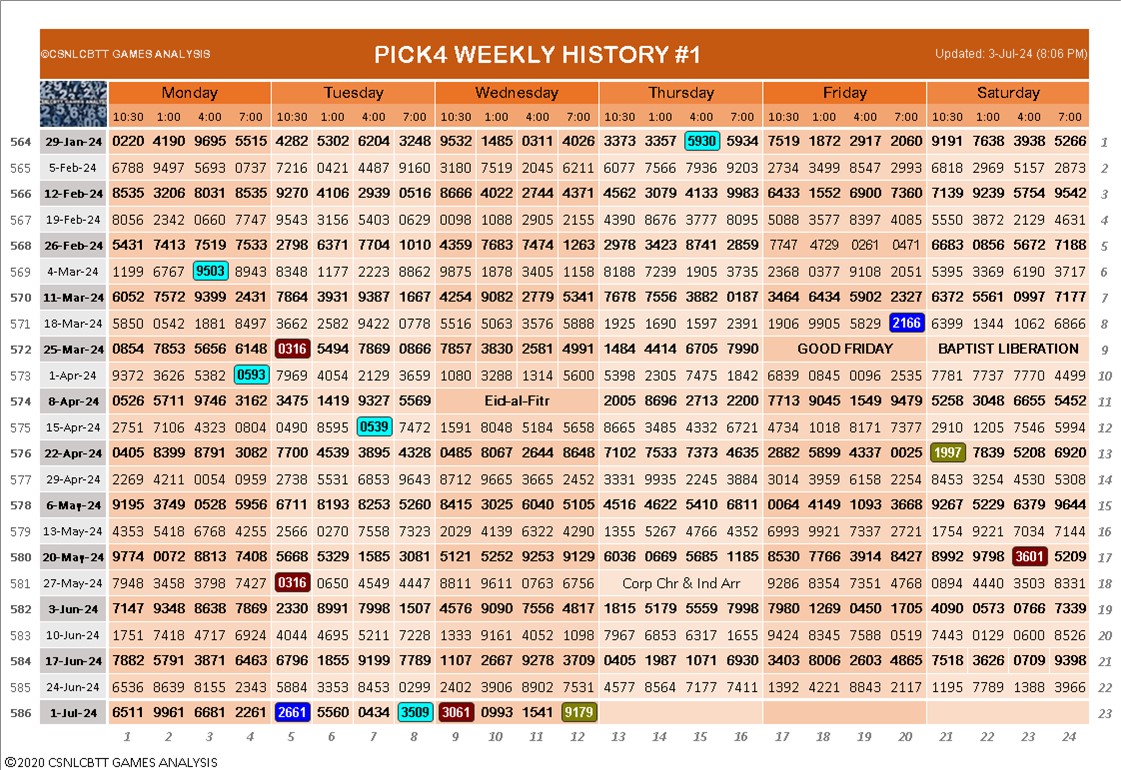 ©CSNLCBTT GAMES ANALYSIS PICK4 WEEKLY HISTORY #1 Updated: 3-Jul-24 (8:06 PM)
Monday Tuesday Wednesday Thursday Friday Saturday
10:30 1:00 4:00 7:00 10:30 1:00 4:00 7:00 10:30 1:00 4:00 7:00 10:30 1:00 4:00 7:00 10:30 1:00 4:00 7:00 10:30 1:00 4:00 7:00
564 29-Jan-24 0220 4190 9695 5515 4282 5302 6204 3248 9532 1485 0311 4026 3373 3357 5930 5934 7519 1872 2917 2060 9191 7638 3938 5266 1
565 5-Feb-24 6788 9497 5693 0737 7216 0421 4487 9160 3180 7519 2045 6211 6077 7566 7936 9203 2734 3499 8547 2993 6818 2969 5157 2873 2
566 12-Feb-24 8535 3206 8031 8535 9270 4106 2939 0516 8666 4022 2744 4371 4562 3079 4133 9983 6433 1552 6900 7360 7139 9239 5754 9542 3
567 19-Feb-24 8056 2342 0660 7747 9543 3156 5403 0629 0098 1088 2905 2155 4390 8676 3777 8095 5088 3577 8397 4085 5550 3872 2129 4631 4
568 26-Feb-24 5431 7413 7519 7533 2798 6371 7704 1010 4359 7683 7474 1263 2978 3423 8741 2859 7747 4729 0261 0471 6683 0856 5672 7188 5
569 4-Mar-24 1199 6767 9503 8943 8348 1177 2223 8862 9875 1878 3405 1158 8188 7239 1905 3735 2368 0377 9108 2051 5395 3369 6190 3717 6
570 11-Mar-24 6052 7572 9399 2431 7864 3931 9387 1667 4254 9082 2779 5341 7678 7556 3882 0187 3464 6434 5902 2327 6372 5561 0997 7177 7
571 18-Mar-24 5850 0542 1881 8497 3662 2582 9422 0778 5516 5063 3576 5888 1925 1690 1597 2391 1906 9905 5829 2166 6399 1344 1062 6866 8
572 25-Mar-24 0854 7853 5656 6148 0316 5494 7869 0866 7857 3830 2581 4991 1484 4414 6705 7990 GOOD FRIDAY BAPTIST LIBERATION 9
573 1-Apr-24 9372 3626 5382 0593 7969 4054 2129 3659 1080 3288 1314 5600 5398 2305 7475 1842 6839 0845 0096 2535 7781 7737 7770 4499 10
574 8-Apr-24 0526 5711 9746 3162 3475 1419 9327 5569 Eid-al-Fitr 2005 8696 2713 2200 7713 9045 1549 9479 5258 3048 6655 5452 11
575 15-Apr-24 2751 7106 4323 0804 0490 8595 0539 7472 1591 8048 5184 5658 8665 3485 4332 6721 4734 1018 8171 7377 2910 1205 7546 5994 12
576 22-Apr-24 0405 8399 8791 3082 7700 4539 3895 4328 0485 8067 2644 8648 7102 7533 7373 4635 2882 5899 4337 0025 1997 7839 5208 6920 13
577 29-Apr-24 2269 4211 0054 0959 2738 5531 6853 9643 8712 9665 3665 2452 3331 9935 2245 3884 3014 3959 6158 2254 8453 3254 4530 5308 14
578 6-May-24 9195 3749 0528 5956 6711 8193 8253 5260 8415 3025 6040 5105 4516 4622 5410 6811 0064 4149 1093 3668 9267 5229 6379 9644 15
579 13-May-24 4353 5418 6768 4255 2566 0270 7558 7323 2029 4139 6322 4290 1355 5267 4766 4352 6993 9921 7337 2721 1754 9221 7034 7144 16
580 20-May-24 9774 0072 8813 7408 5668 5329 1585 3081 5121 5252 9253 9129 6036 0669 5685 1185 8530 7766 3914 8427 8992 9798 3601 5209 17
581 27-May-24 7948 3458 3798 7427 0316 0650 4549 4447 8811 9611 0763 6756 Corp Chr & Ind Arr 9286 8354 7351 4768 0894 4440 3503 8331 18
582 3-Jun-24 7147 9348 8638 7869 2330 8991 7998 1507 4576 9090 7556 4817 1815 5179 5559 7998 7980 1269 0450 1705 4090 0573 0766 7339 19
583 10-Jun-24 1751 7418 4717 6924 4044 4695 5211 7228 1333 9161 4052 1098 7967 6853 6317 1655 9424 8345 7588 0519 7443 0129 0600 8526 20
584 17-Jun-24 7882 5791 3871 6463 6796 1855 9199 7789 1107 2667 9278 3709 0405 1987 1071 6930 3403 8006 2603 4865 7518 3626 0709 9398 21
585 24-Jun-24 6536 8639 8155 2343 5884 3353 8453 0299 2402 3906 8902 7531 4577 8564 7177 7411 1392 4221 8843 2117 1195 7789 1388 3966 22
586 1-Jul-24 6511 9961 6681 2261 2661 5560 0434 3509 3061 0993 1541 9179 23
1 2 3 4 5 6 7 8 9 10 11 12 13 14 15 16 17 18 19 20 21 22 23 24
©2020 CSNLCBTT GAMES ANALYSIS